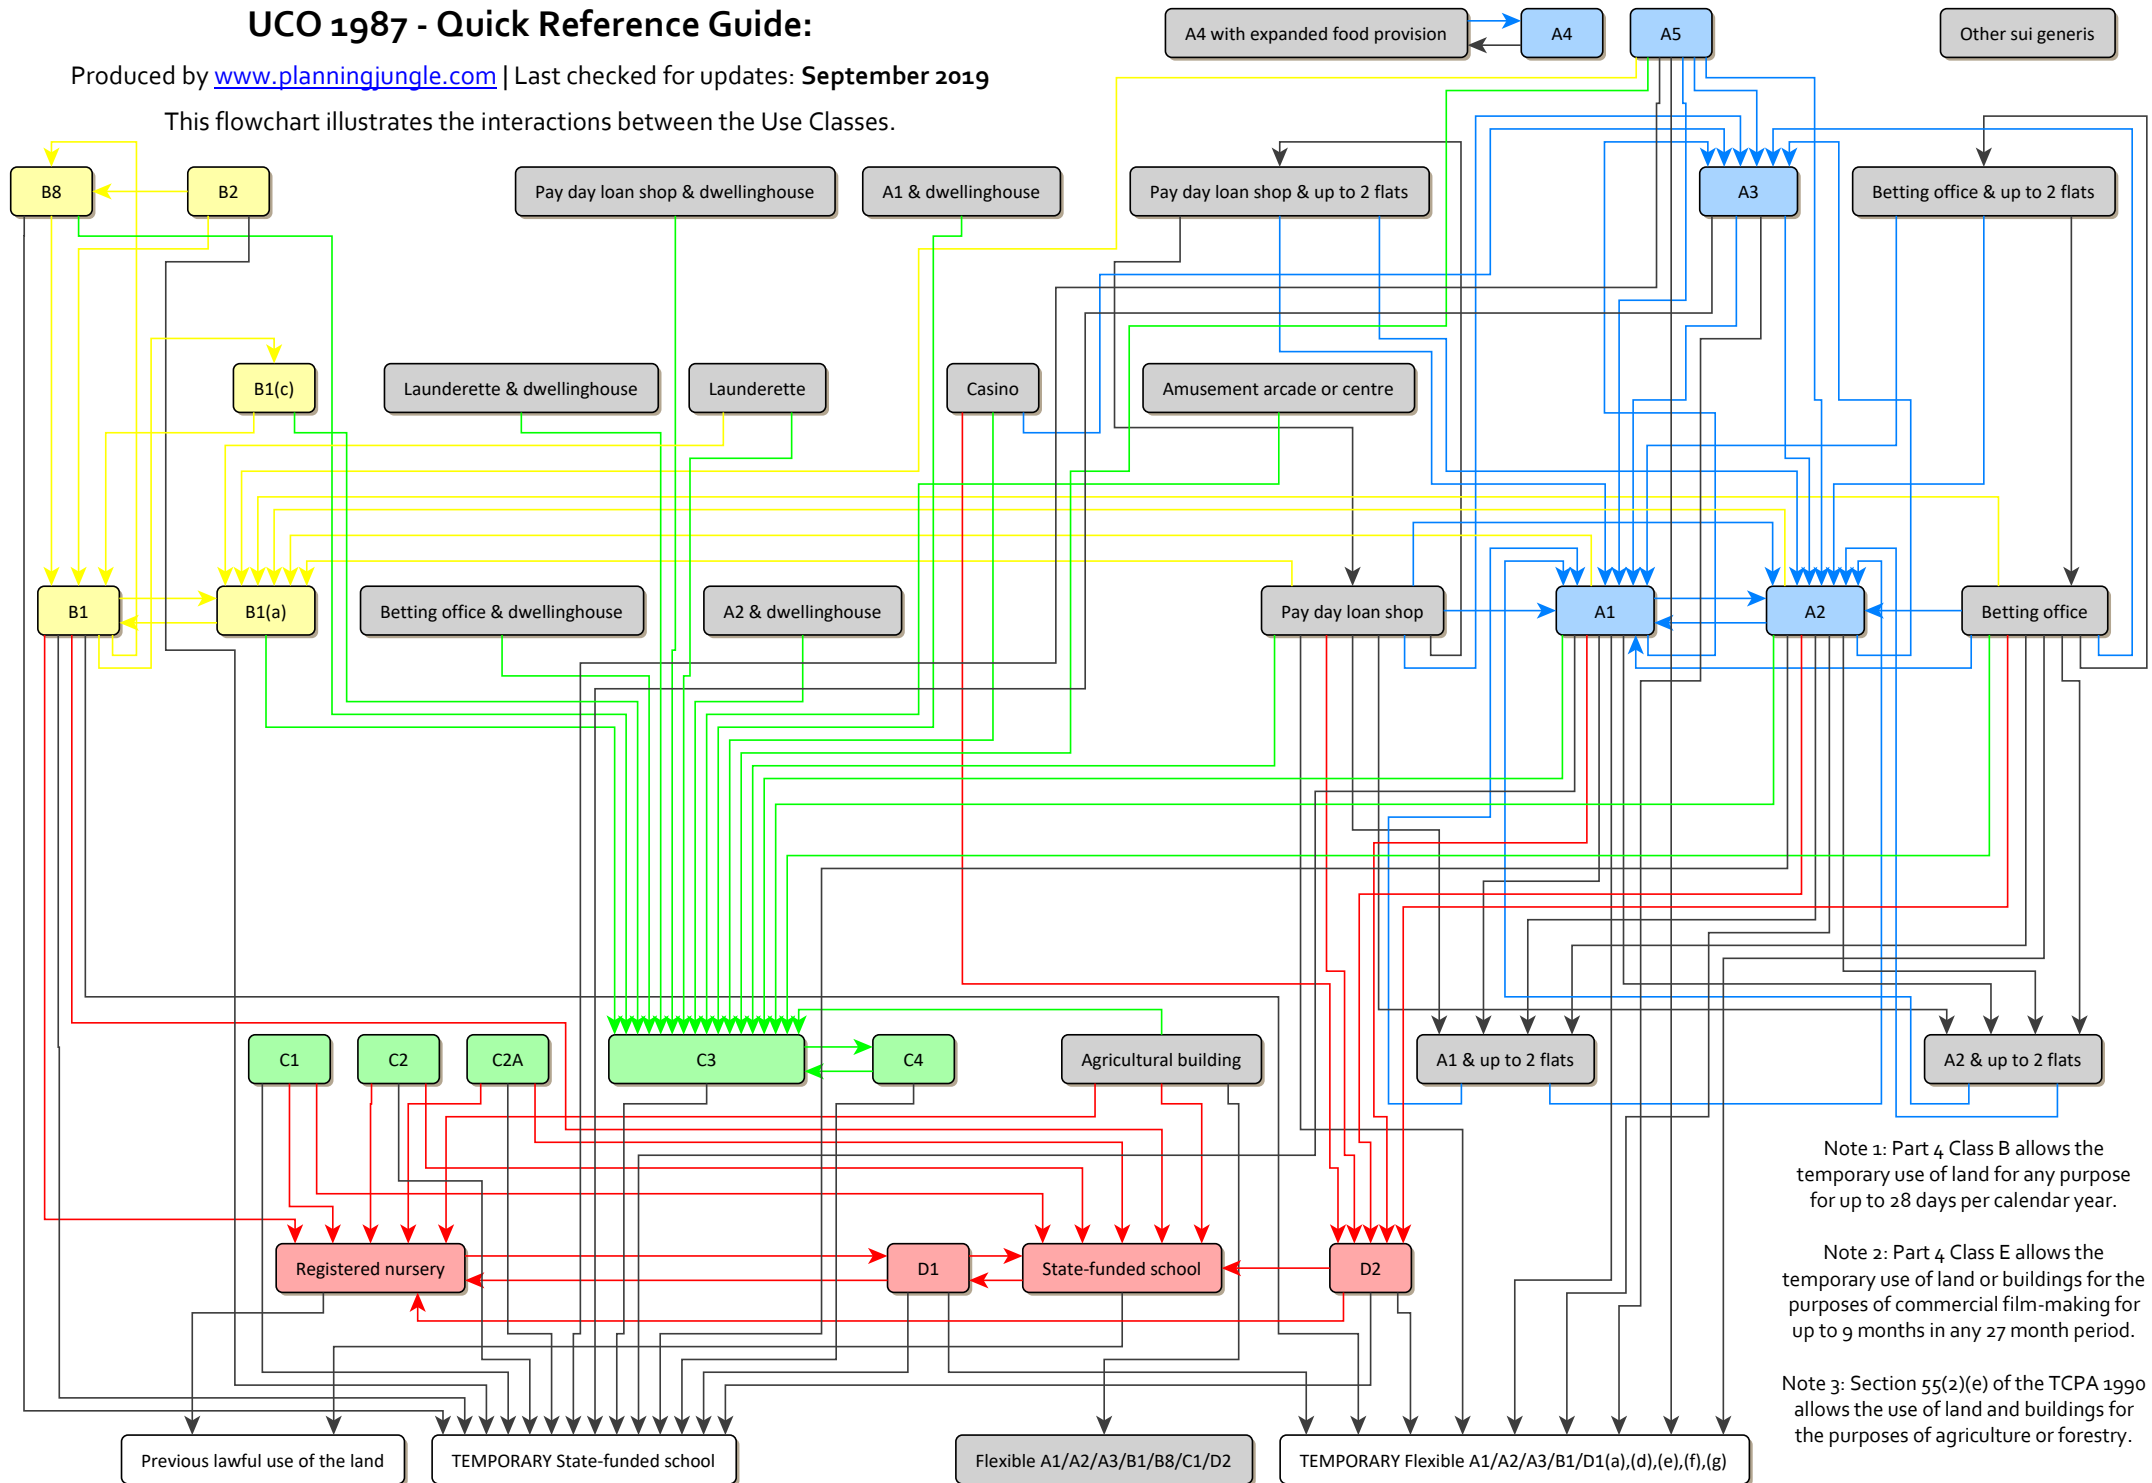 UCO 1987 - Quick Reference Guide:
Produced by www.planningjungle.com | Last checked for updates: September 2019
This flowchart illustrates the interactions between the Use Classes.
A4 with expanded food provision
A4
A5
Other sui generis
B8
B2
Pay day loan shop & dwellinghouse
A1 & dwellinghouse
Pay day loan shop & up to 2 flats
A3
Betting office & up to 2 flats
B1(c)
Launderette & dwellinghouse
Launderette
Casino
Amusement arcade or centre
B1
B1(a)
Betting office & dwellinghouse
A2 & dwellinghouse
Pay day loan shop
A1
A2
Betting office
C1
C2
C2A
C3
C4
Agricultural building
A1 & up to 2 flats
A2 & up to 2 flats
Note 1: Part 4 Class B allows the
temporary use of land for any purpose
for up to 28 days per calendar year.
Registered nursery
D1
State-funded school
D2
Note 2: Part 4 Class E allows the
temporary use of land or buildings for the
purposes of commercial film-making for
up to 9 months in any 27 month period.
Note 3: Section 55(2)(e) of the TCPA 1990
allows the use of land and buildings for
the purposes of agriculture or forestry.
Previous lawful use of the land
TEMPORARY State-funded school
Flexible A1/A2/A3/B1/B8/C1/D2
TEMPORARY Flexible A1/A2/A3/B1/D1(a),(d),(e),(f),(g)